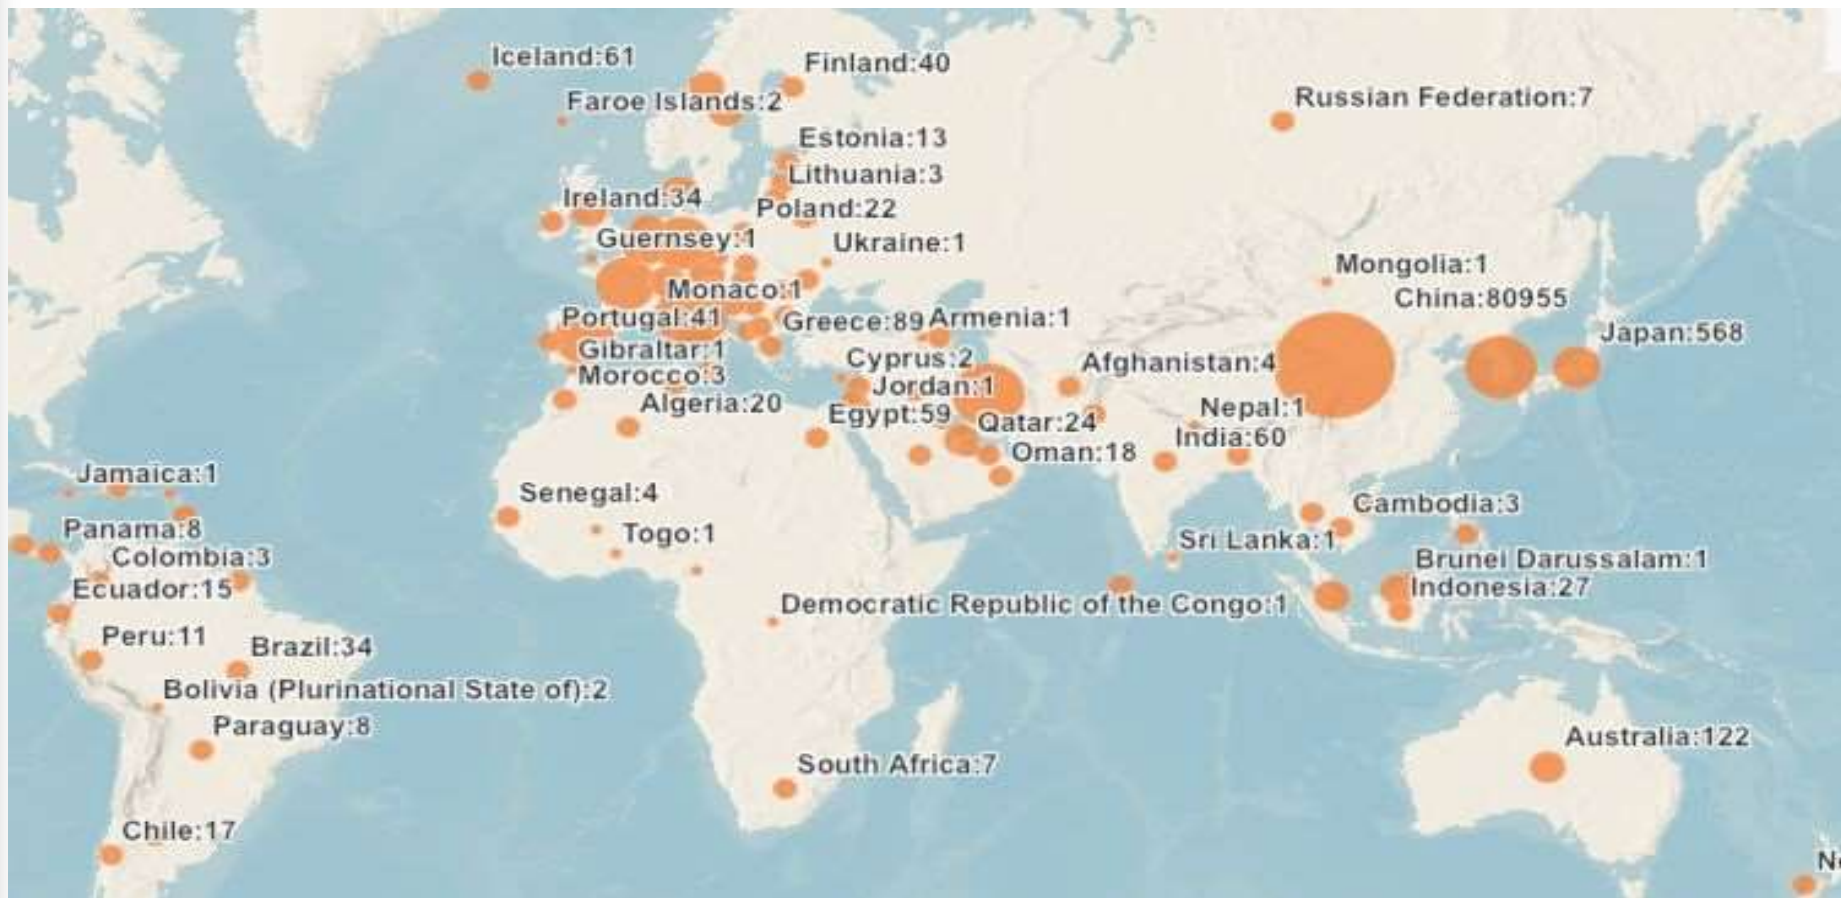 Iceland:61
Finland:40
Faroe Islands:2
Russian Federation:7
Estonia:13
Lithuania:3
Ireland:34
Poland:22
Guernsey:1
Ukraine:1
Mongolia:1
Monaco:1
China:80955
Portugal:41
Greece:89
Armenia:1
Japan:568
Gibraltar:1
Cyprus:2
Afghanistan:4
Morocco:3
Jordan:1
Algeria:20
Egypt:59
Qatar:24
Nepal:1
India:60
Oman:18
Jamaica:1
Senegal:4
Cambodia:3
Panama:8
Togo:1
Sri Lanka:1
Colombia:3
Brunei Darussalam:1
Ecuador:15
Indonesia:27
Democratic Republic of the Congo:1
Peru:11
Brazil:34
Bolivia (Plurinational State of):2
Paraguay:8
Australia:122
South Africa:7
Chile:17